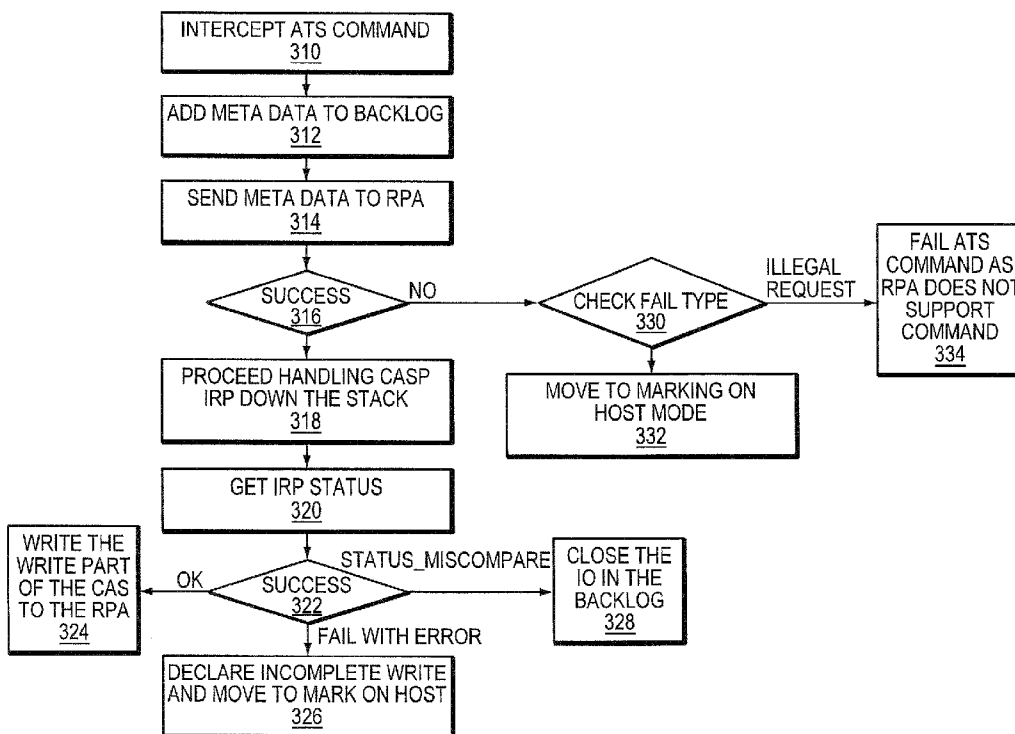 INTERCEPT ATS COMMAND
310
ADD META DATA TO BACKLOG
312
SEND META DATA TO RPA
314
SUCCESS
316
NO
CHECK FAIL TYPE
330
ILLEGAL
REQUEST
FAIL ATS
COMMAND AS
RPA DOES NOT
SUPPORT
COMMAND
334
PROCEED HANDLING CASP
IRP DOWN THE STACK
318
MOVE TO MARKING ON
HOST MODE
332
GET IRP STATUS
320
WRITE THE
WRITE PART
OF THE CAS
TO THE RPA
324
OK
SUCCESS
322
STATUS_MISCOMPARE
CLOSE THE
IO IN THE
BACKLOG
328
FAIL WITH ERROR
DECLARE INCOMPLETE WRITE
AND MOVE TO MARK ON HOST
326